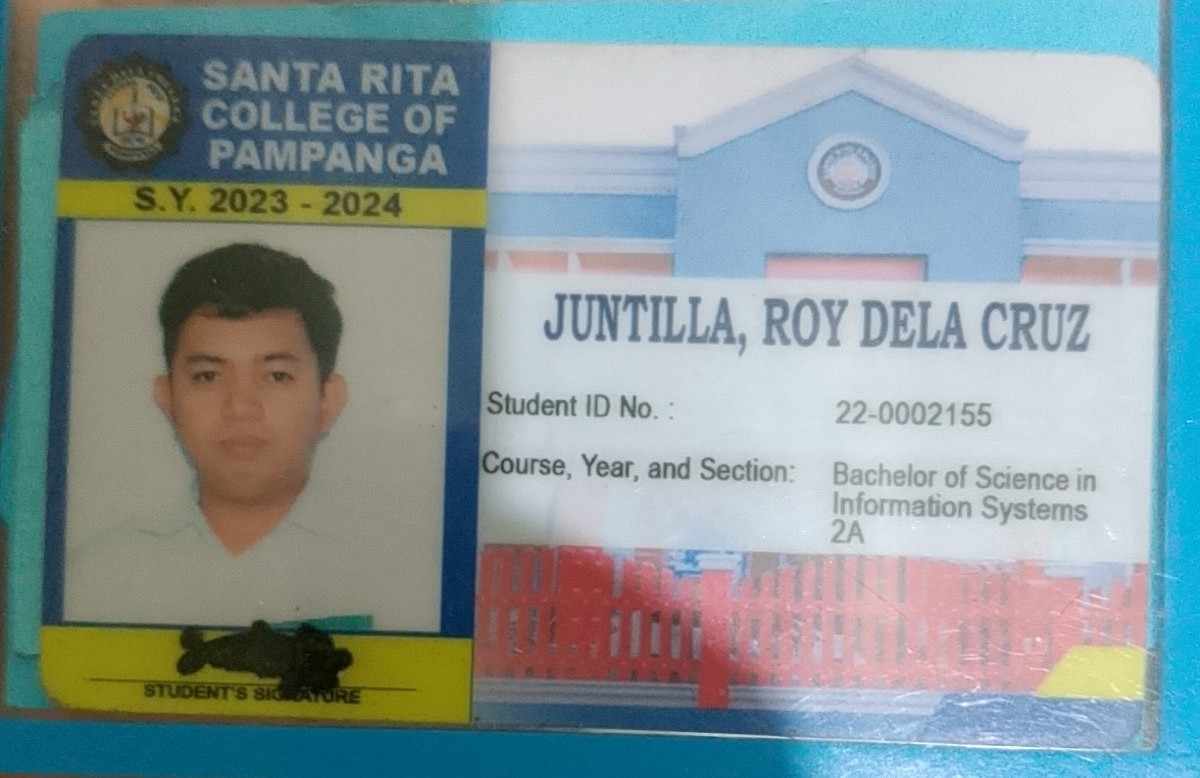 SANTA RITA
COLLEGE OF
PAMPANGA
S.Y. 2023 - 2024
STUDENT'S SIGNATURE
JUNTILLA, ROY DELA CRUZ
Student ID No. : 22-0002155
Course, Year, and Section: Bachelor of Science in
Information Systems
2A